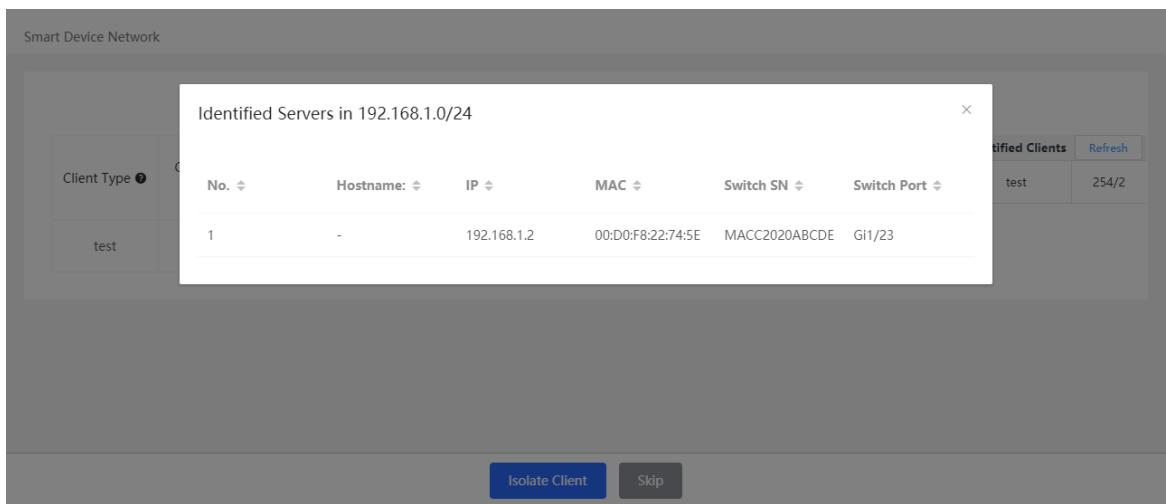 Smart Device Network
Identified Servers in 192.168.1.0/24
×
Clients Refresh
Client Type
No. Hostname: IP MAC Switch SN Switch Port
test 254/2
1 - 192.168.1.2 00:D0:F8:22:74:5E MACC2020ABCDE Gi1/23
test
Isolate Client Skip